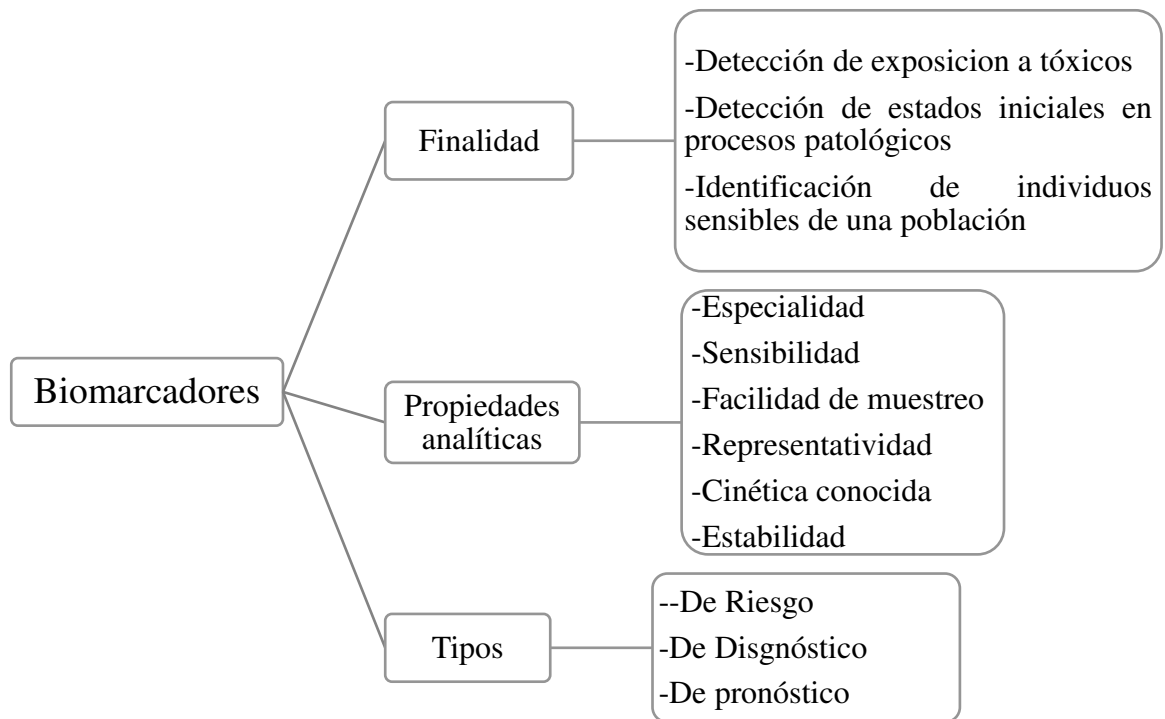 Biomarcadores
Finalidad
-Detección de exposicion a tóxicos
-Detección de estados iniciales en
procesos patológicos
-Identificación de individuos
sensibles de una población
Propiedades
analíticas
-Especialidad
-Sensibilidad
-Facilidad de muestreo
-Representatividad
-Cinética conocida
-Estabilidad
Tipos
--De Riesgo
-De Disgnóstico
-De pronóstico